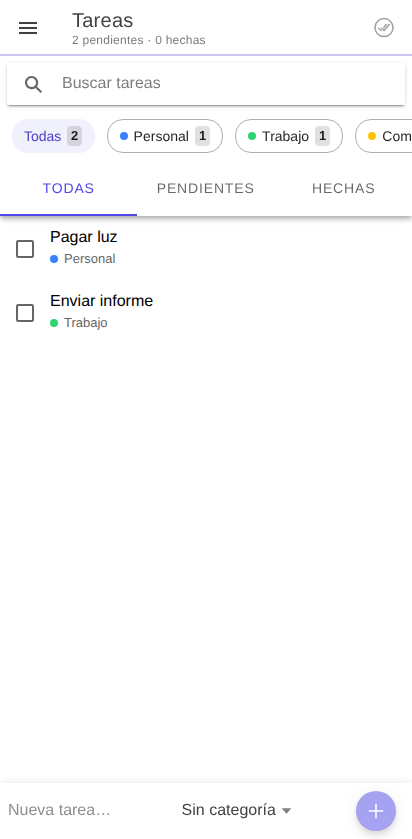 Tareas
2 pendientes · 0 hechas
Buscar tareas
Todas 2 Personal 1 Trabajo 1 Com
TODAS PENDIENTES HECHAS
Pagar luz
Personal
Enviar informe
Trabajo
Nueva tarea… Sin categoría